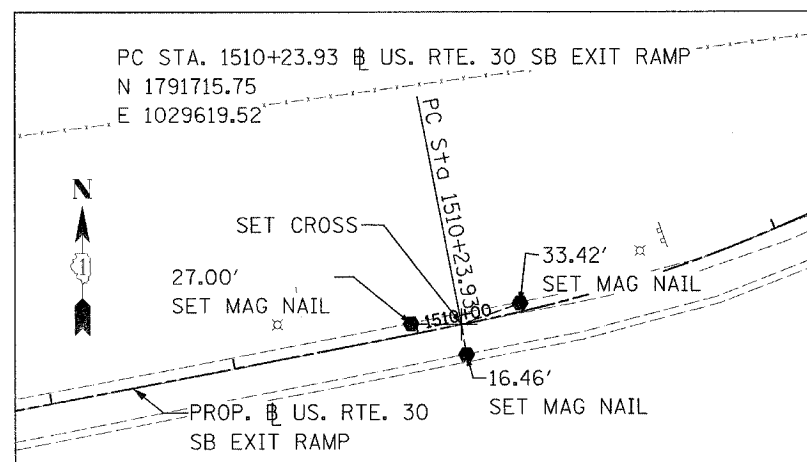 PC STA. 1510+23.93 ℄ US. RTE. 30 SB EXIT RAMP
N 1791715.75
E 1029619.52
N
1
PC Sta 1510+23.93
SET CROSS
27.00'
SET MAG NAIL
1510+00
33.42'
SET MAG NAIL
16.46'
SET MAG NAIL
PROP. ℄ US. RTE. 30
SB EXIT RAMP